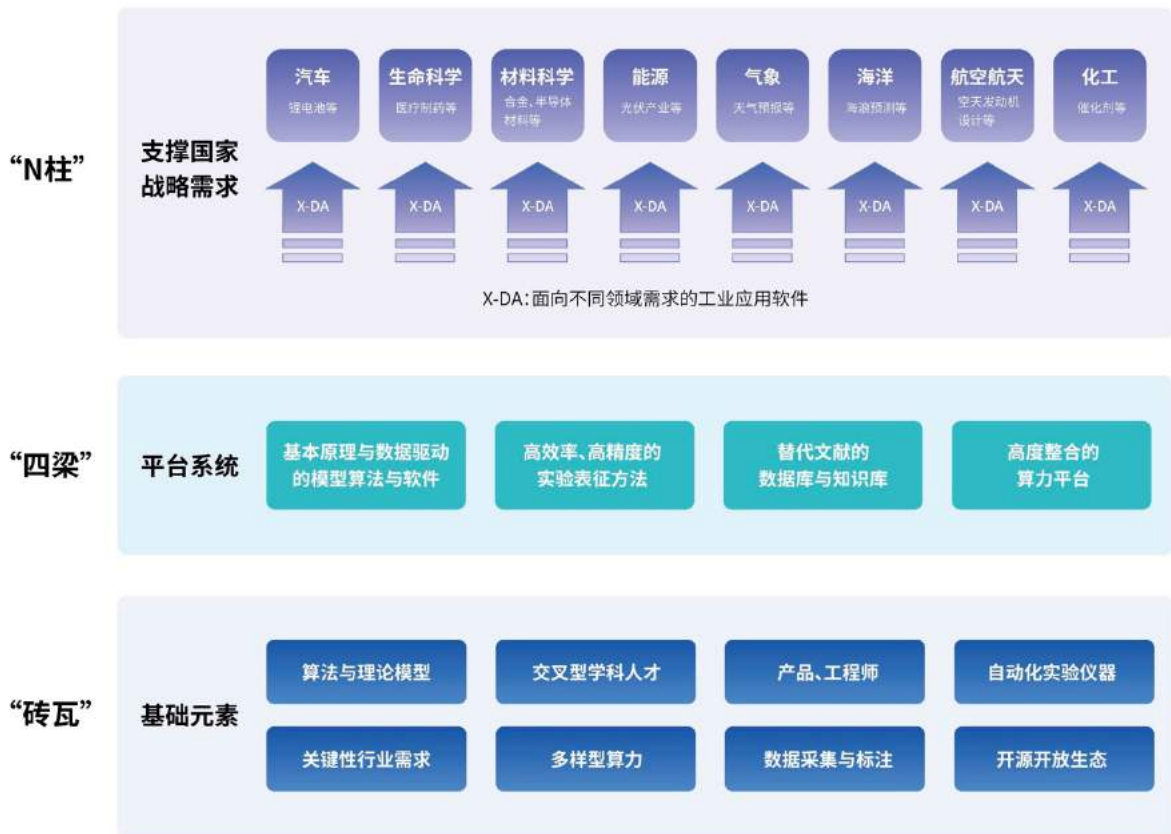 “N柱”
支撑国家
战略需求
汽车
锂电池等
生命科学
医疗制药等
材料科学
合金、半导体
材料等
能源
光伏产业等
气象
天气预报等
海洋
海浪预测等
航空航天
空天发动机
设计等
化工
催化剂等
X-DA
X-DA
X-DA
X-DA
X-DA
X-DA
X-DA
X-DA
X-DA：面向不同领域需求的工业应用软件
“四梁”
平台系统
基本原理与数据驱动
的模型算法与软件
高效率、高精度的
实验表征方法
替代文献的
数据库与知识库
高度整合的
算力平台
“砖瓦”
基础元素
算法与理论模型
交叉型学科人才
产品、工程师
自动化实验仪器
关键性行业需求
多样型算力
数据采集与标注
开源开放生态